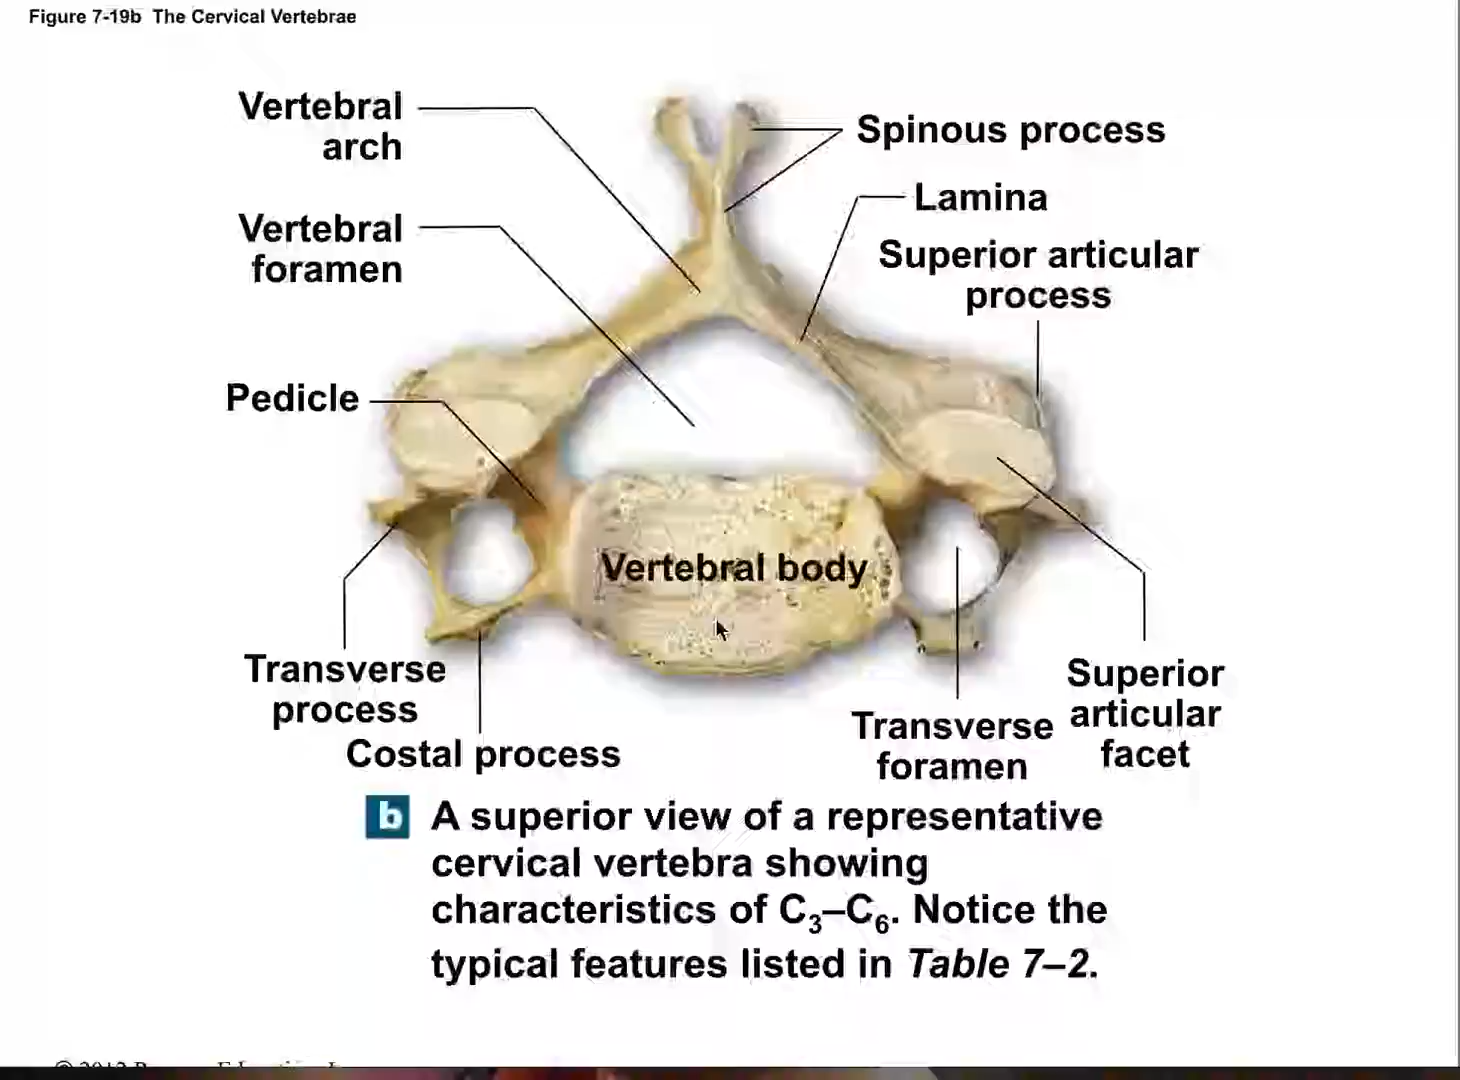 Figure 7-19b The Cervical Vertebrae
Vertebral
arch
Spinous process
Lamina
Vertebral
foramen
Superior articular
process
Pedicle
Vertebral body
Transverse
process
Costal process
Transverse
foramen
Superior
articular
facet
b A superior view of a representative
cervical vertebra showing
characteristics of C₃–C₆. Notice the
typical features listed in Table 7–2.